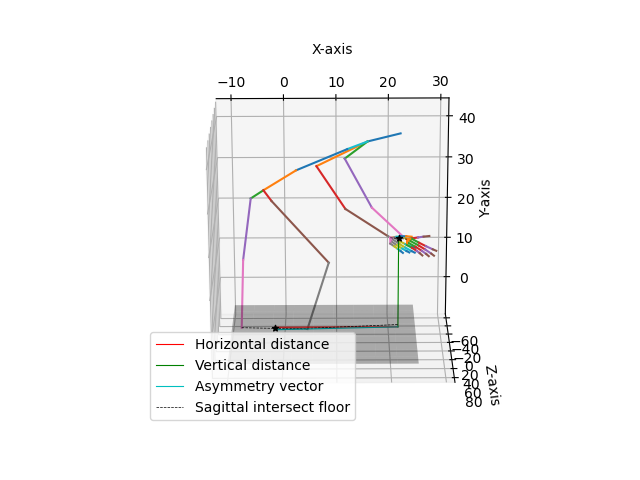 X-axis
−10 0 10 20 30
40
30
Y-axis
20
10
0
−60
−40
−20
0
20
40
60
80
Z-axis
Horizontal distance
Vertical distance
Asymmetry vector
Sagittal intersect floor